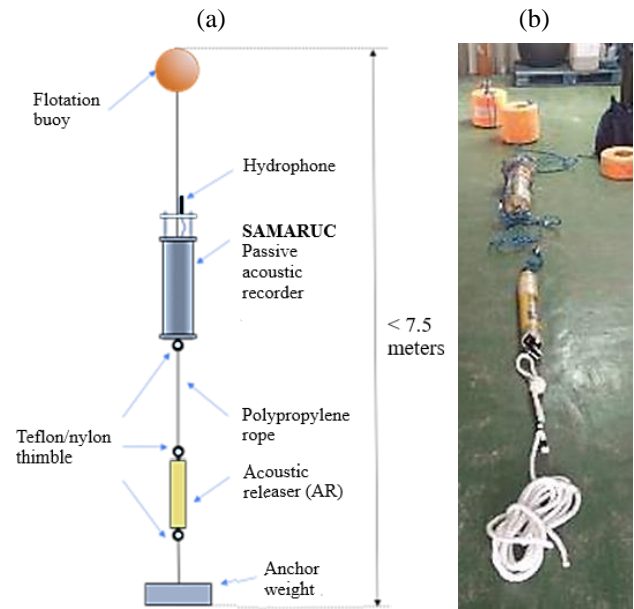 (a)
(b)
Flotation
buoy
Hydrophone
SAMARUC
Passive
acoustic
recorder
< 7.5
meters
Teflon/nylon
thimble
Polypropylene
rope
Acoustic
releaser (AR)
Anchor
weight